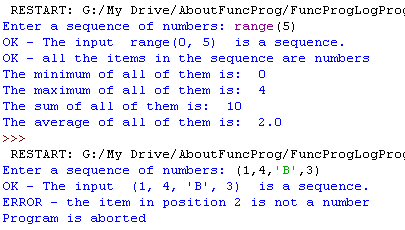 RESTART: G:/My Drive/AboutFuncProg/FuncProgLogProg
Enter a sequence of numbers: range(5)
OK - The input  range(0, 5)  is a sequence.
OK - all the items in the sequence are numbers
The minimum of all of them is:  0
The maximum of all of them is:  4
The sum of all of them is:  10
The average of all of them is:  2.0
>>>
RESTART: G:/My Drive/AboutFuncProg/FuncProgLogProg
Enter a sequence of numbers: (1,4,'B',3)
OK - The input  (1, 4, 'B', 3)  is a sequence.
ERROR - the item in position 2 is not a number
Program is aborted